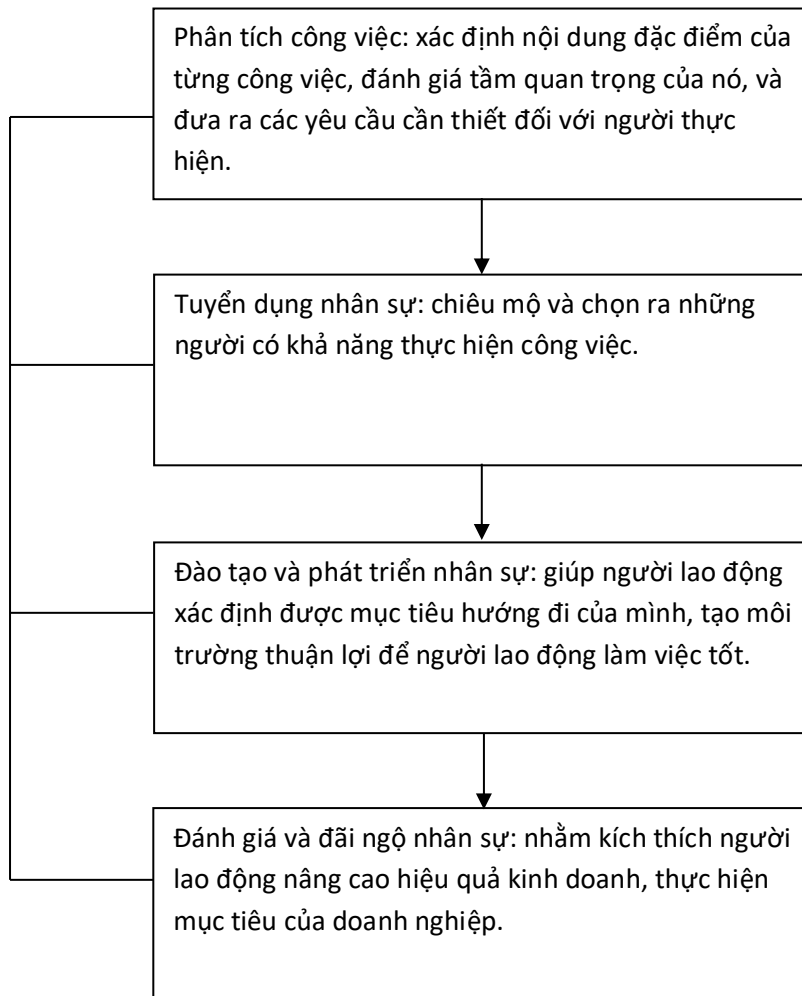 Phân tích công việc: xác định nội dung đặc điểm của
từng công việc, đánh giá tầm quan trọng của nó, và
đưa ra các yêu cầu cần thiết đối với người thực
hiện.
Tuyển dụng nhân sự: chiêu mộ và chọn ra những
người có khả năng thực hiện công việc.
Đào tạo và phát triển nhân sự: giúp người lao động
xác định được mục tiêu hướng đi của mình, tạo môi
trường thuận lợi để người lao động làm việc tốt.
Đánh giá và đãi ngộ nhân sự: nhằm kích thích người
lao động nâng cao hiệu quả kinh doanh, thực hiện
mục tiêu của doanh nghiệp.